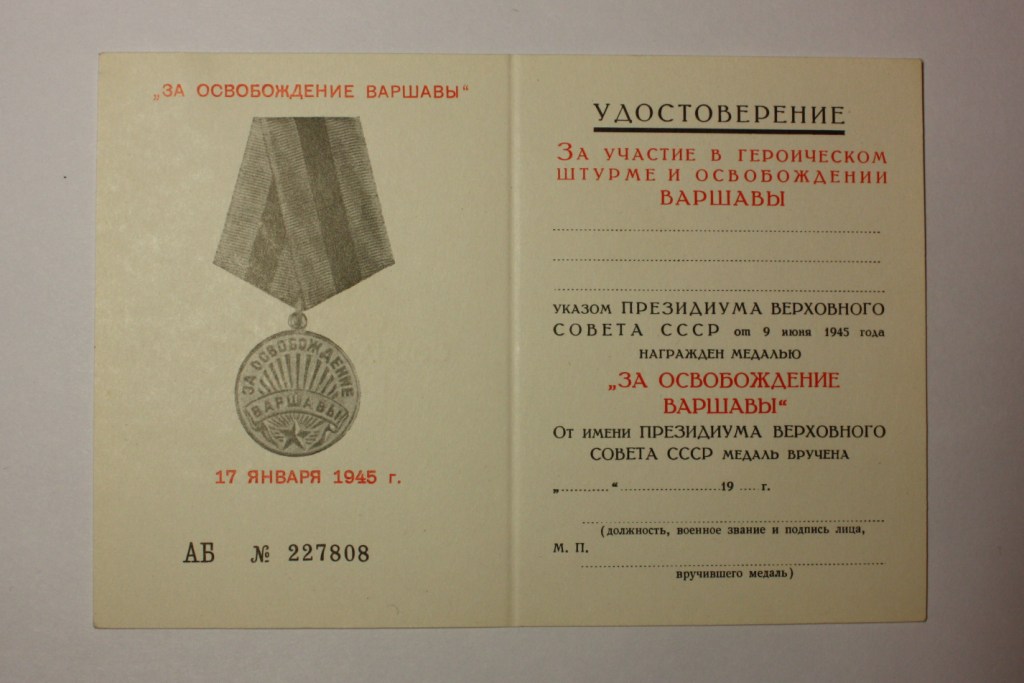 „ЗА ОСВОБОЖДЕНИЕ ВАРШАВЫ“
ЗА ОСВОБОЖДЕНИЕ
ВАРШАВЫ
17 ЯНВАРЯ 1945 г.
АБ № 227808
УДОСТОВЕРЕНИЕ
ЗА УЧАСТИЕ В ГЕРОИЧЕСКОМ
ШТУРМЕ И ОСВОБОЖДЕНИИ
ВАРШАВЫ
УКАЗОМ ПРЕЗИДИУМА ВЕРХОВНОГО
СОВЕТА СССР от 9 июня 1945 года
НАГРАЖДЕН МЕДАЛЬЮ
„ЗА ОСВОБОЖДЕНИЕ
ВАРШАВЫ“
ОТ ИМЕНИ ПРЕЗИДИУМА ВЕРХОВНОГО
СОВЕТА СССР МЕДАЛЬ ВРУЧЕНА
„...........“ ........................19 .... г.
(должность, военное звание и подпись лица,
М. П.
вручившего медаль)